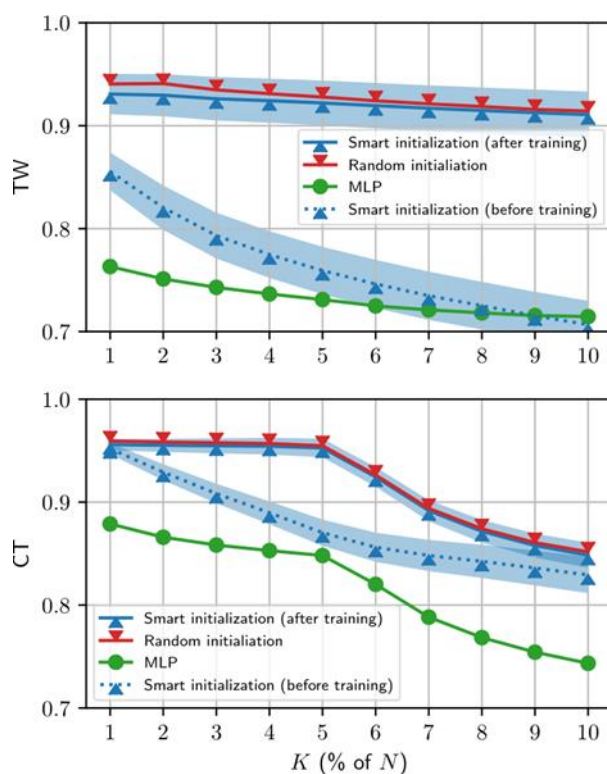 1.0
0.9
0.8
0.7
TW
Smart initialization (after training)
Random initialiation
MLP
Smart initialization (before training)
1 2 3 4 5 6 7 8 9 10
1.0
0.9
0.8
0.7
CT
Smart initialization (after training)
Random initialiation
MLP
Smart initialization (before training)
1 2 3 4 5 6 7 8 9 10
K (% of N)